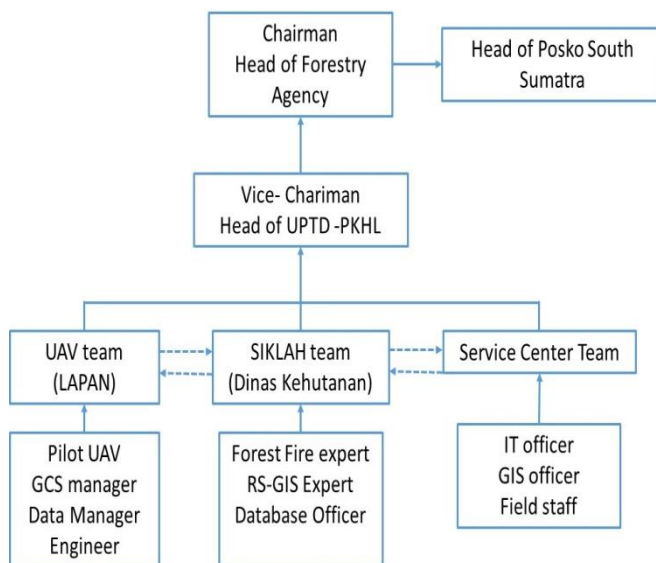 Chairman
Head of Forestry
Agency
Head of Posko South
Sumatra
Vice- Chariman
Head of UPTD -PKHL
UAV team
(LAPAN)
SIKLAH team
(Dinas Kehutanan)
Service Center Team
Pilot UAV
GCS manager
Data Manager
Engineer
Forest Fire expert
RS-GIS Expert
Database Officer
IT officer
GIS officer
Field staff